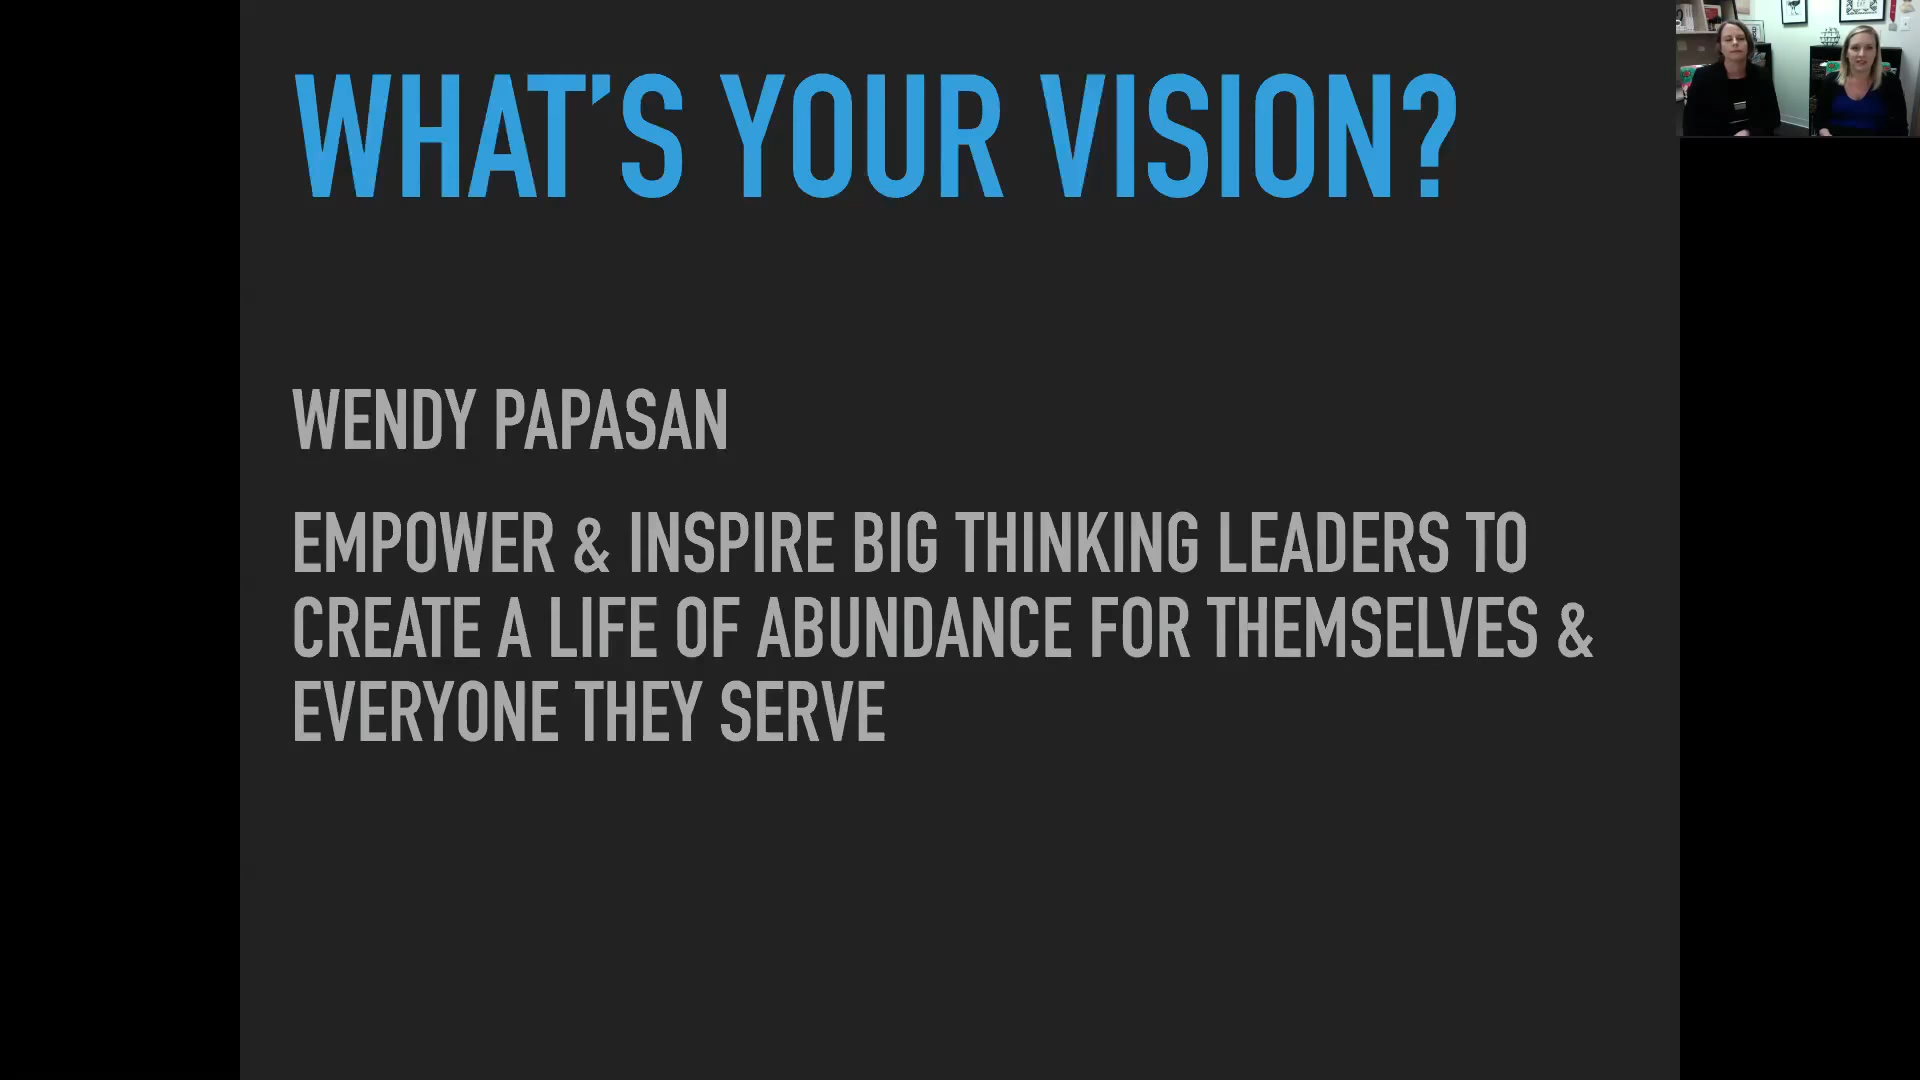 WHAT'S YOUR VISION?
WENDY PAPASAN
EMPOWER & INSPIRE BIG THINKING LEADERS TO
CREATE A LIFE OF ABUNDANCE FOR THEMSELVES &
EVERYONE THEY SERVE